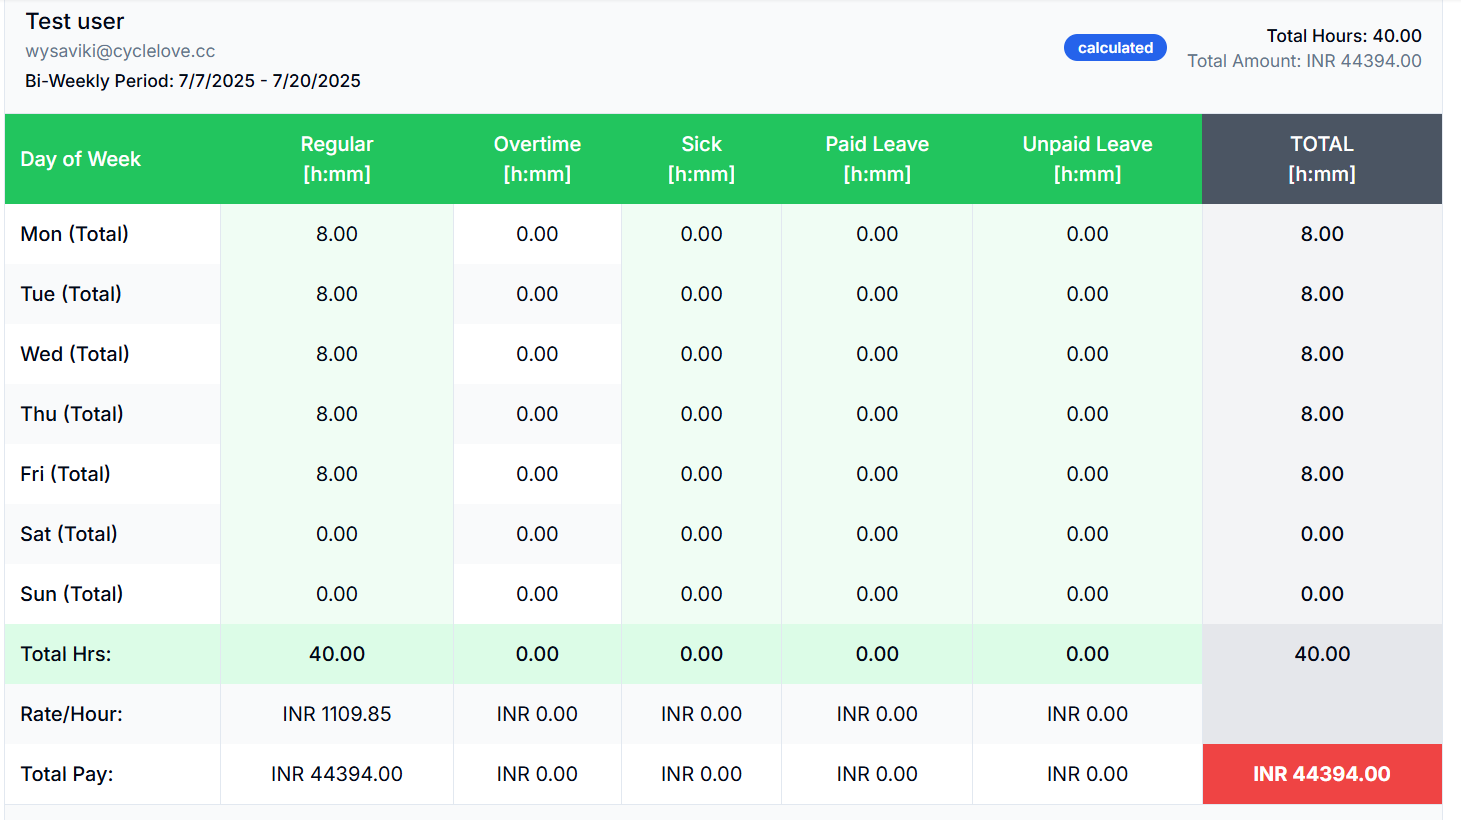 Test user
wysaviki@cyclelove.cc
Bi-Weekly Period: 7/7/2025 - 7/20/2025
calculated
Total Hours: 40.00
Total Amount: INR 44394.00
Day of Week Regular [h:mm] Overtime [h:mm] Sick [h:mm] Paid Leave [h:mm] Unpaid Leave [h:mm] TOTAL [h:mm]
Mon (Total) 8.00 0.00 0.00 0.00 0.00 8.00
Tue (Total) 8.00 0.00 0.00 0.00 0.00 8.00
Wed (Total) 8.00 0.00 0.00 0.00 0.00 8.00
Thu (Total) 8.00 0.00 0.00 0.00 0.00 8.00
Fri (Total) 8.00 0.00 0.00 0.00 0.00 8.00
Sat (Total) 0.00 0.00 0.00 0.00 0.00 0.00
Sun (Total) 0.00 0.00 0.00 0.00 0.00 0.00
Total Hrs: 40.00 0.00 0.00 0.00 0.00 40.00
Rate/Hour: INR 1109.85 INR 0.00 INR 0.00 INR 0.00 INR 0.00
Total Pay: INR 44394.00 INR 0.00 INR 0.00 INR 0.00 INR 0.00 INR 44394.00